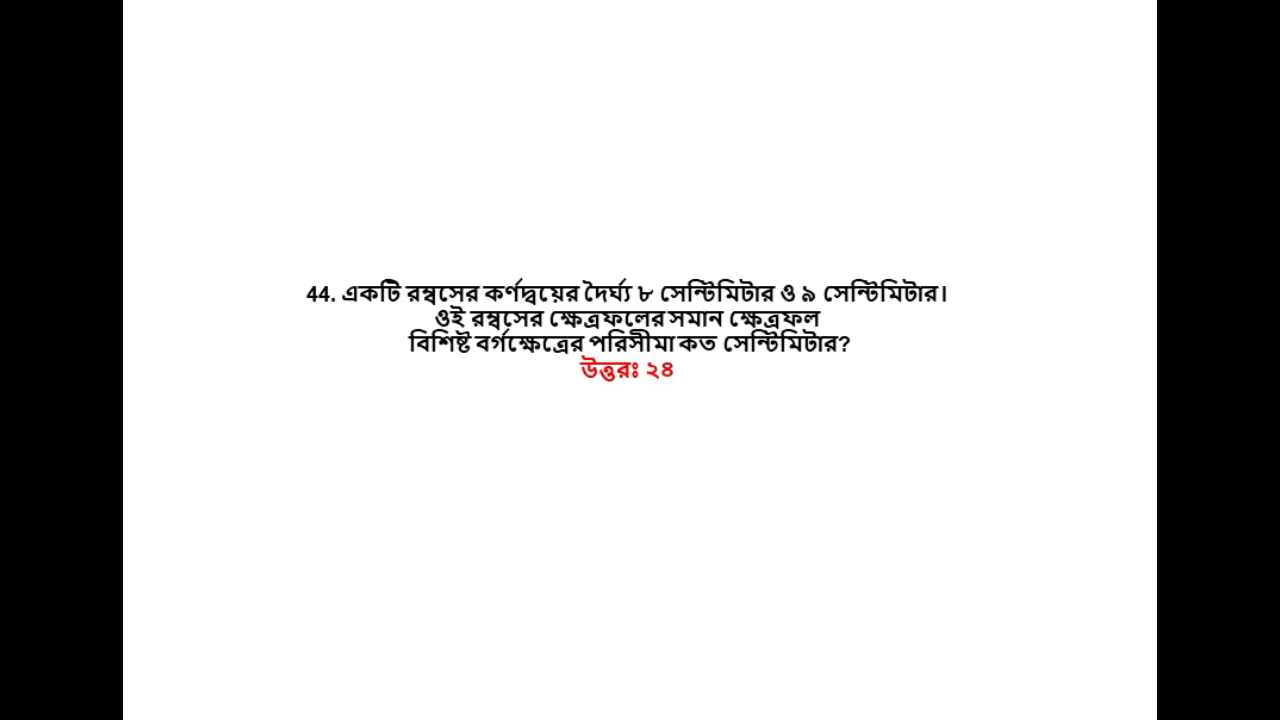 44. একটি রম্বসের কর্ণদ্বয়ের দৈর্ঘ্য ৮ সেন্টিমিটার ও ৯ সেন্টিমিটার।
ওই রম্বসের ক্ষেত্রফলের সমান ক্ষেত্রফল
বিশিষ্ট বর্গক্ষেত্রের পরিসীমা কত সেন্টিমিটার?
উত্তরঃ ২৪